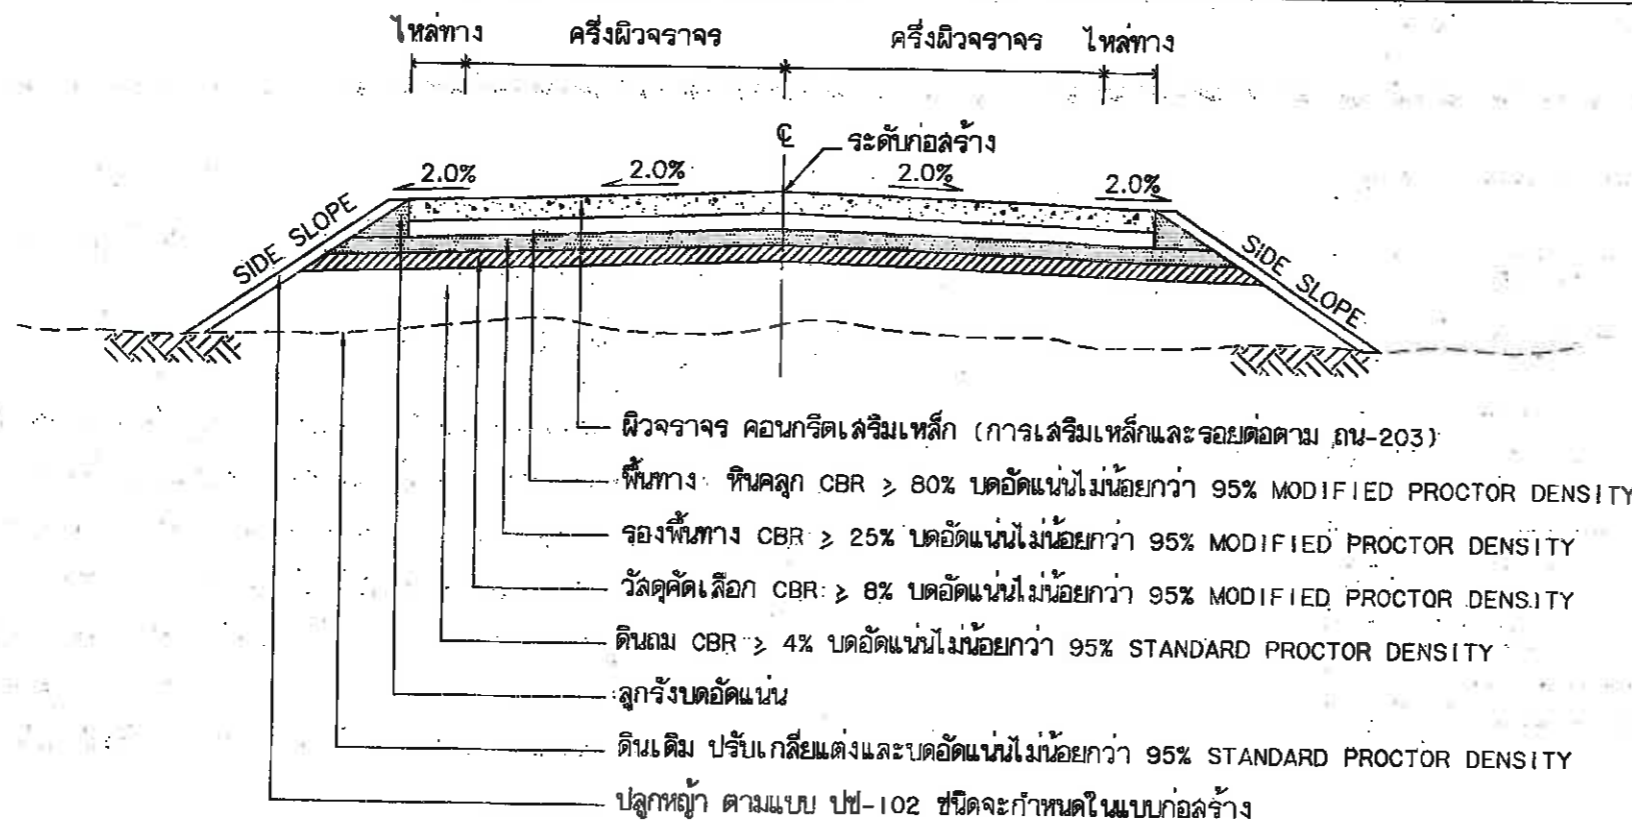 ไหล่ทาง ครึ่งผิวจราจร ครึ่งผิวจราจร ไหล่ทาง
℄ ระดับก่อสร้าง
2.0% 2.0% 2.0% 2.0%
SIDE SLOPE SIDE SLOPE
ผิวจราจร คอนกรีตเสริมเหล็ก (การเสริมเหล็กและรอยต่อตาม ถน-203)
พื้นทาง หินคลุก CBR ⩾ 80% บดอัดแน่นไม่น้อยกว่า 95% MODIFIED PROCTOR DENSITY
รองพื้นทาง CBR ⩾ 25% บดอัดแน่นไม่น้อยกว่า 95% MODIFIED PROCTOR DENSITY
วัสดุคัดเลือก CBR ⩾ 8% บดอัดแน่นไม่น้อยกว่า 95% MODIFIED PROCTOR DENSITY
ดินถม CBR ⩾ 4% บดอัดแน่นไม่น้อยกว่า 95% STANDARD PROCTOR DENSITY
ลูกรังบดอัดแน่น
ดินเดิม ปรับเกลี่ยแต่งและบดอัดแน่นไม่น้อยกว่า 95% STANDARD PROCTOR DENSITY
ปลูกหญ้า ตามแบบ ปช-102 ชนิดจะกำหนดในแบบก่อสร้าง